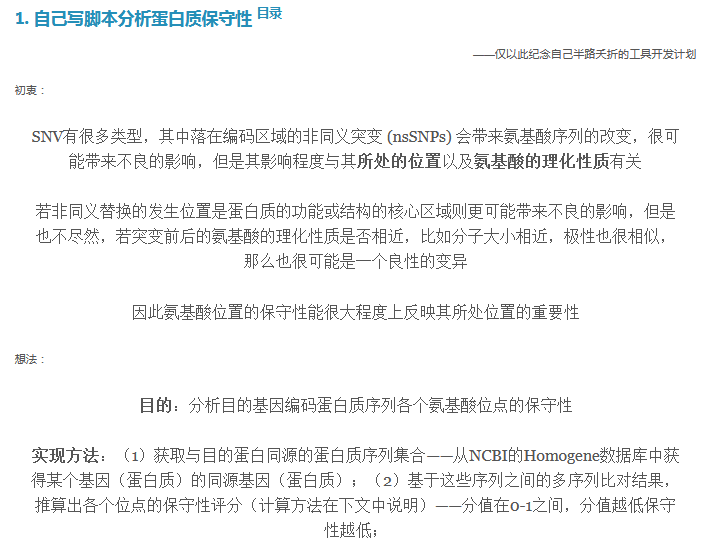 1. 自己写脚本分析蛋白质保守性 目录
——仅以此纪念自己半路夭折的工具开发计划
初衷：
SNV有很多类型，其中落在编码区域的非同义突变 (nsSNPs) 会带来氨基酸序列的改变，很可
能带来不良的影响，但是其影响程度与其所处的位置以及氨基酸的理化性质有关
若非同义替换的发生位置是蛋白质的功能或结构的核心区域则更可能带来不良的影响，但是
也不尽然，若突变前后的氨基酸的理化性质是否相近，比如分子大小相近，极性也很相似，
那么也很可能是一个良性的变异
因此氨基酸位置的保守性能很大程度上反映其所处位置的重要性
想法：
目的：分析目的基因编码蛋白质序列各个氨基酸位点的保守性
实现方法：（1）获取与目的蛋白同源的蛋白质序列集合——从NCBI的Homogene数据库中获
得某个基因（蛋白质）的同源基因（蛋白质）；（2）基于这些序列之间的多序列比对结果，
推算出各个位点的保守性评分（计算方法在下文中说明）——分值在0-1之间，分值越低保守
性越低；